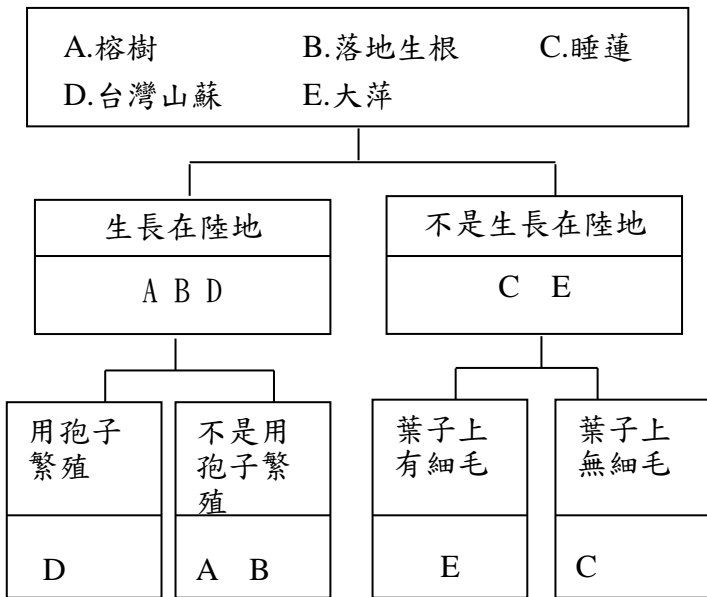 A.榕樹 B.落地生根 C.睡蓮
D.台灣山蘇 E.大萍
生長在陸地
不是生長在陸地
A B D
C E
用孢子
繁殖
不是用
孢子繁
殖
葉子上
有細毛
葉子上
無細毛
D
A B
E
C